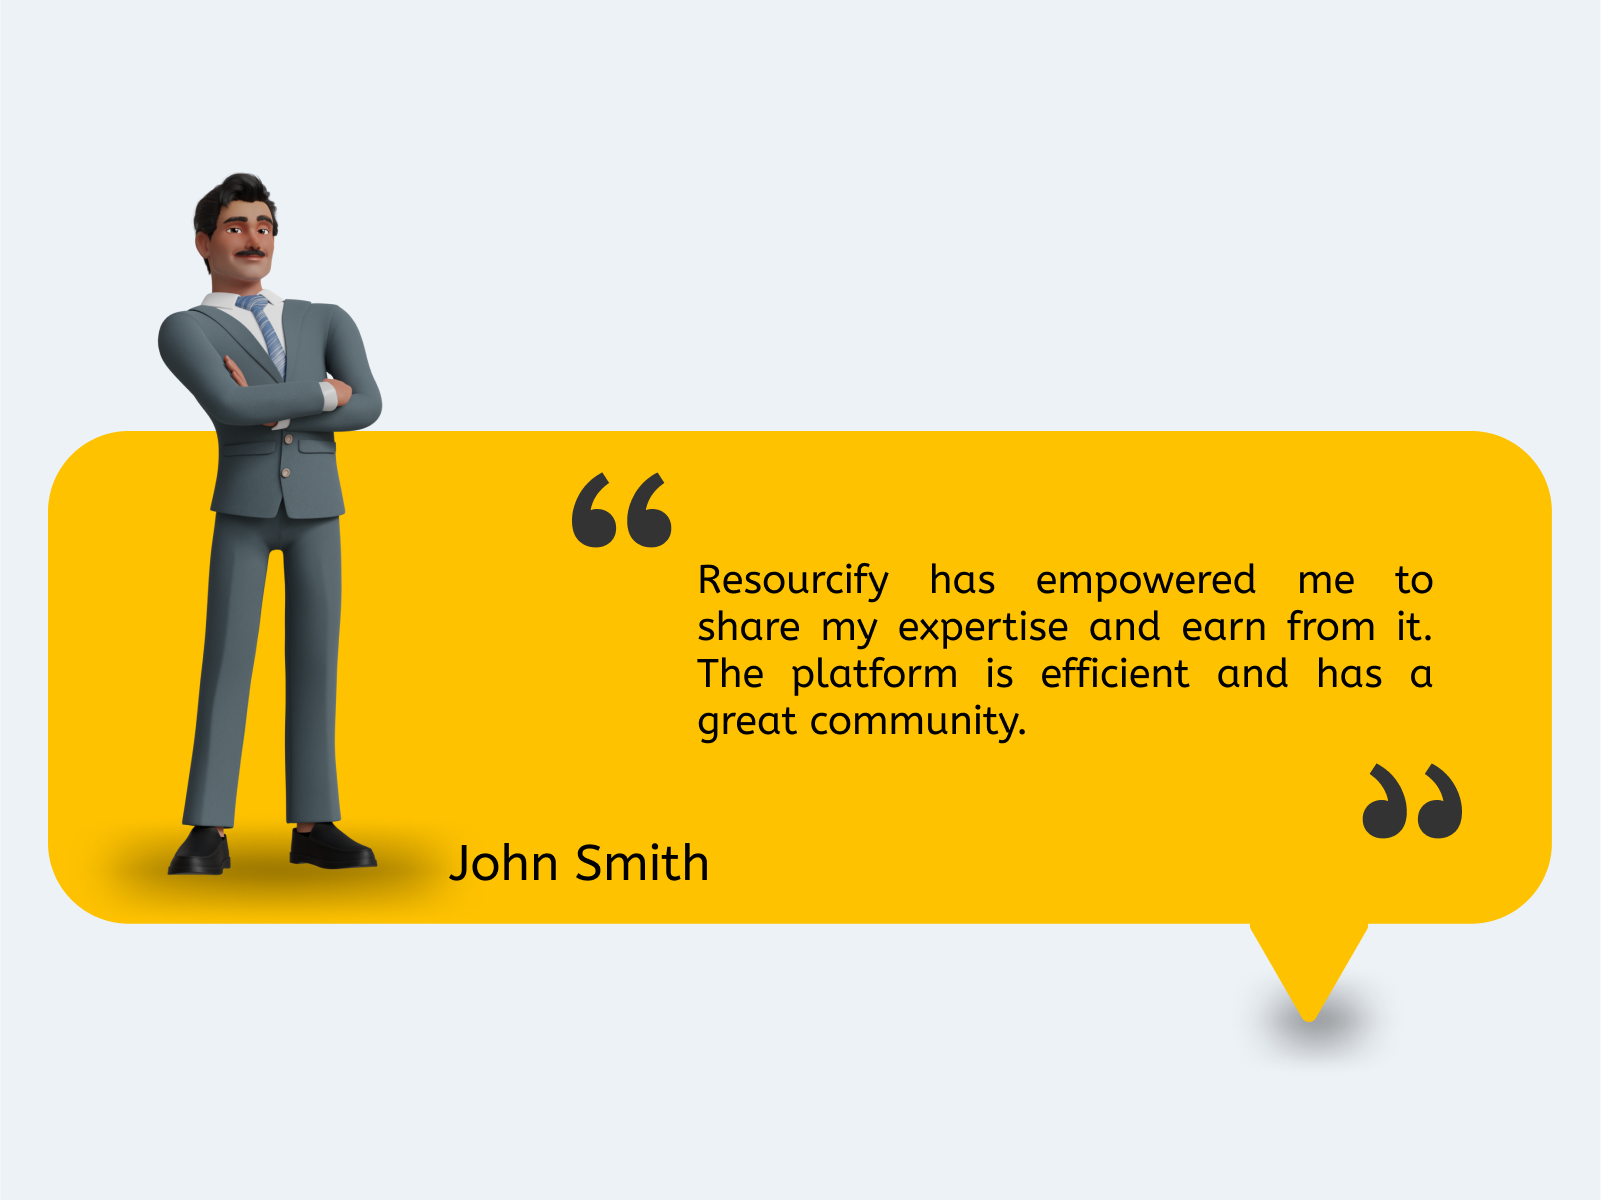 “
Resourcify has empowered me to
share my expertise and earn from it.
The platform is efficient and has a
great community.
”
John Smith